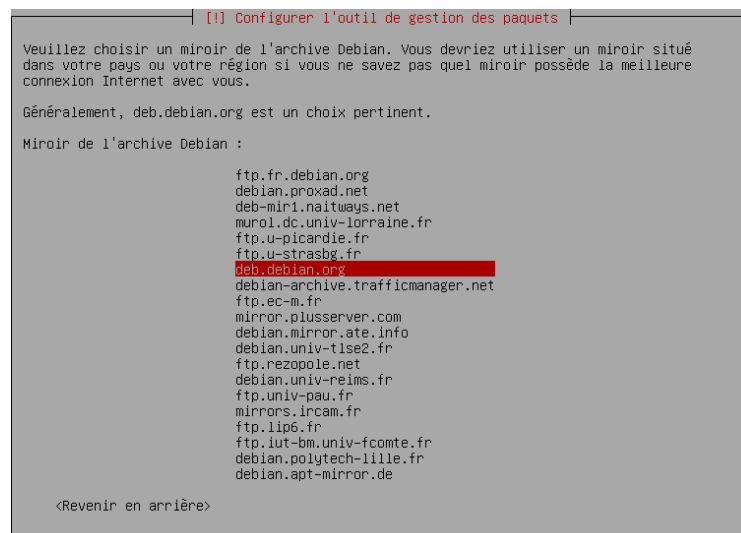 [!] Configurer l'outil de gestion des paquets
Veuillez choisir un miroir de l'archive Debian. Vous devriez utiliser un miroir situé
dans votre pays ou votre région si vous ne savez pas quel miroir possède la meilleure
connexion Internet avec vous.
Généralement, deb.debian.org est un choix pertinent.
Miroir de l'archive Debian :
ftp.fr.debian.org
debian.proxad.net
deb-mir1.naitways.net
murol.dc.univ-lorraine.fr
ftp.u-picardie.fr
ftp.u-strasbg.fr
deb.debian.org
debian-archive.trafficmanager.net
ftp.ec-m.fr
mirror.plusserver.com
debian.mirror.ate.info
debian.univ-tlse2.fr
ftp.rezopole.net
debian.univ-reims.fr
ftp.univ-pau.fr
mirrors.ircam.fr
ftp.lip6.fr
ftp.iut-bm.univ-fcomte.fr
debian.polytech-lille.fr
debian.apt-mirror.de
<Revenir en arrière>